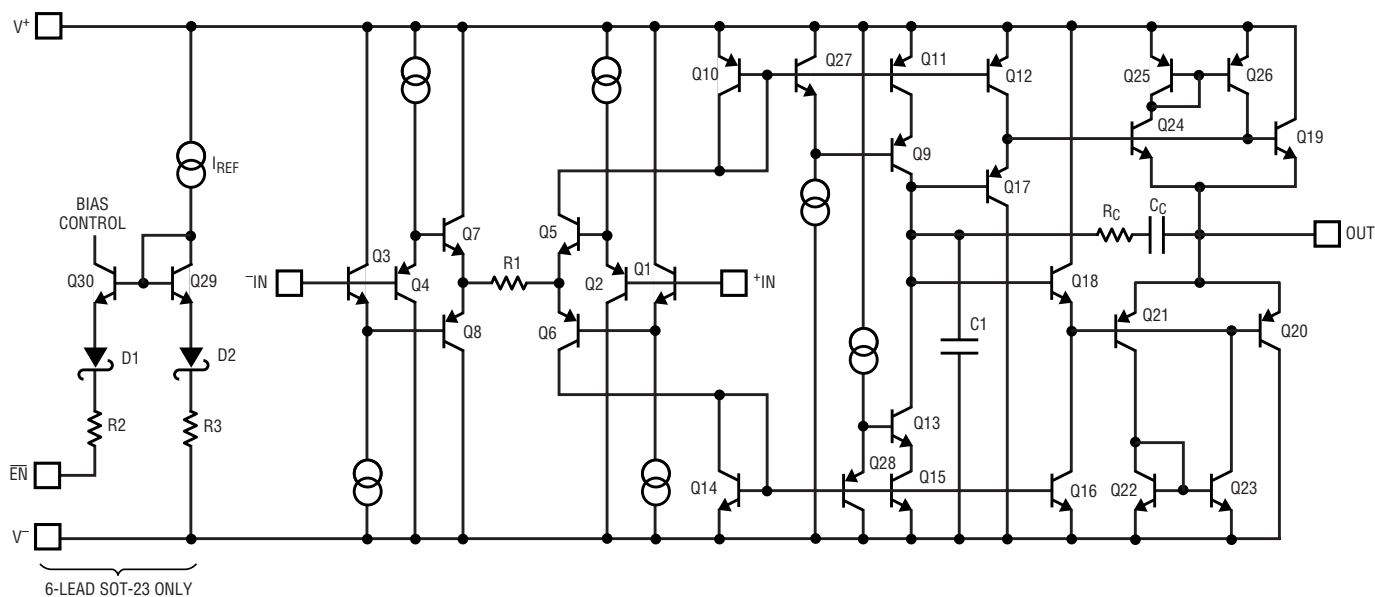 V+
Q10
Q27
Q11
Q12
Q25
Q26
Q24
Q19
IREF
Q9
Q17
BIAS
CONTROL
Q30
Q29
Q3
Q7
Q5
RC
CC
OUT
–IN
Q4
R1
Q2
Q1
+IN
Q18
Q8
Q6
C1
Q21
Q20
D1
D2
R2
R3
Q13
EN
Q14
Q28
Q15
Q16
Q22
Q23
V–
6-LEAD SOT-23 ONLY